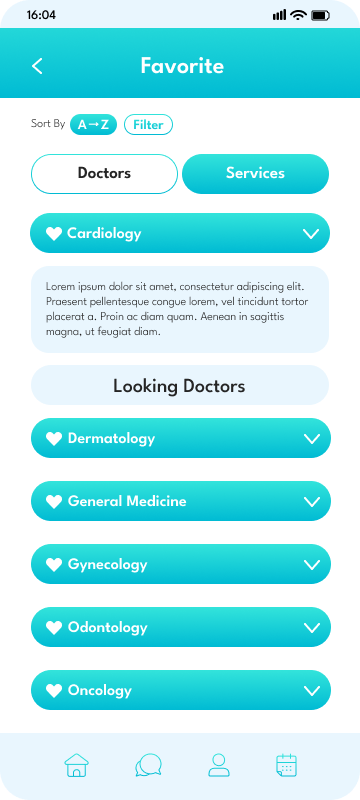 16:04
Favorite
Sort By A→Z Filter
Doctors Services
Cardiology
Lorem ipsum dolor sit amet, consectetur adipiscing elit.
Praesent pellentesque congue lorem, vel tincidunt tortor
placerat a. Proin ac diam quam. Aenean in sagittis
magna, ut feugiat diam.
Looking Doctors
Dermatology
General Medicine
Gynecology
Odontology
Oncology